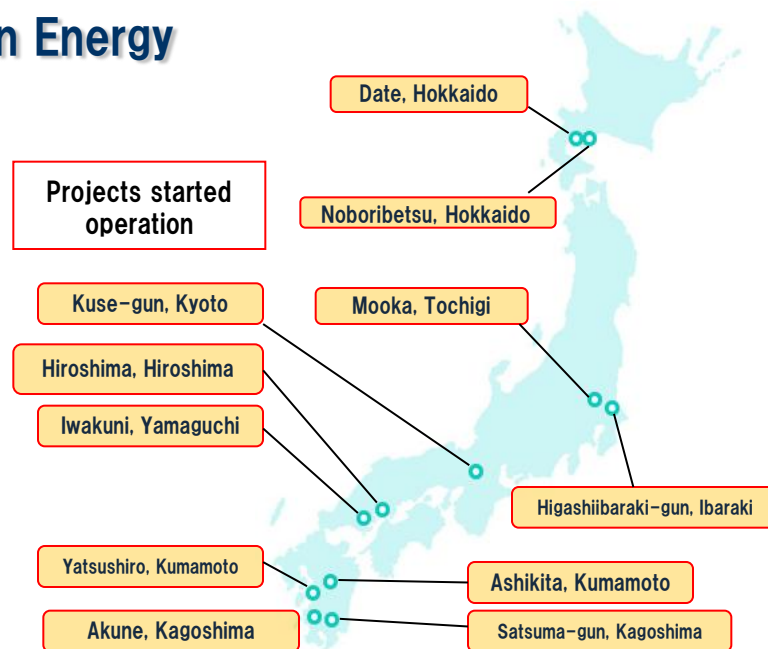 n Energy
Date, Hokkaido
Projects started
operation
Noboribetsu, Hokkaido
Kuse-gun, Kyoto
Mooka, Tochigi
Hiroshima, Hiroshima
Iwakuni, Yamaguchi
Higashiibaraki-gun, Ibaraki
Yatsushiro, Kumamoto
Ashikita, Kumamoto
Akune, Kagoshima
Satsuma-gun, Kagoshima